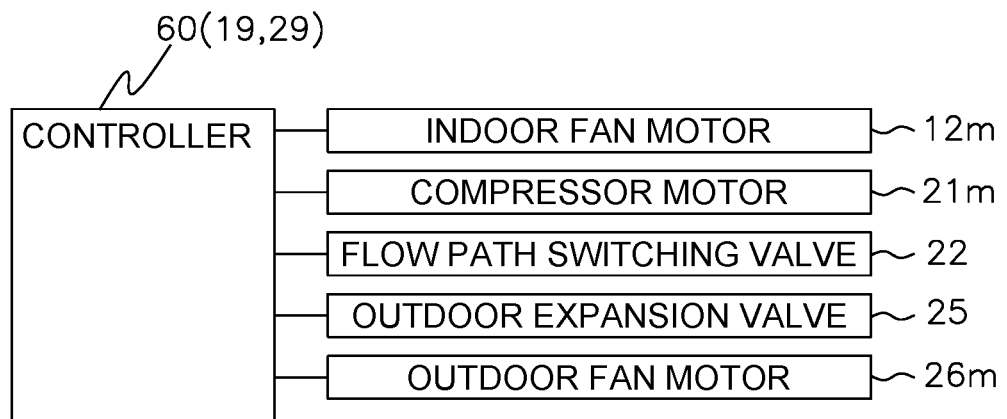 60(19,29)
CONTROLLER
INDOOR FAN MOTOR 12m
COMPRESSOR MOTOR 21m
FLOW PATH SWITCHING VALVE 22
OUTDOOR EXPANSION VALVE 25
OUTDOOR FAN MOTOR 26m